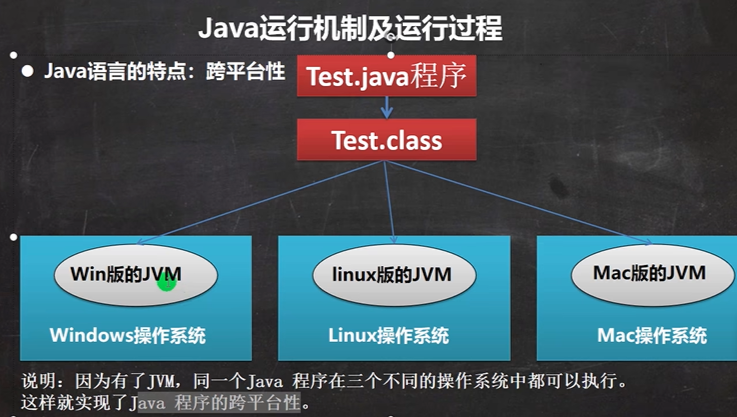 Java运行机制及运行过程
Java语言的特点：跨平台性
Test.java程序
Test.class
Win版的JVM
linux版的JVM
Mac版的JVM
Windows操作系统
Linux操作系统
Mac操作系统
说明：因为有了JVM，同一个Java 程序在三个不同的操作系统中都可以执行。
这样就实现了Java 程序的跨平台性。